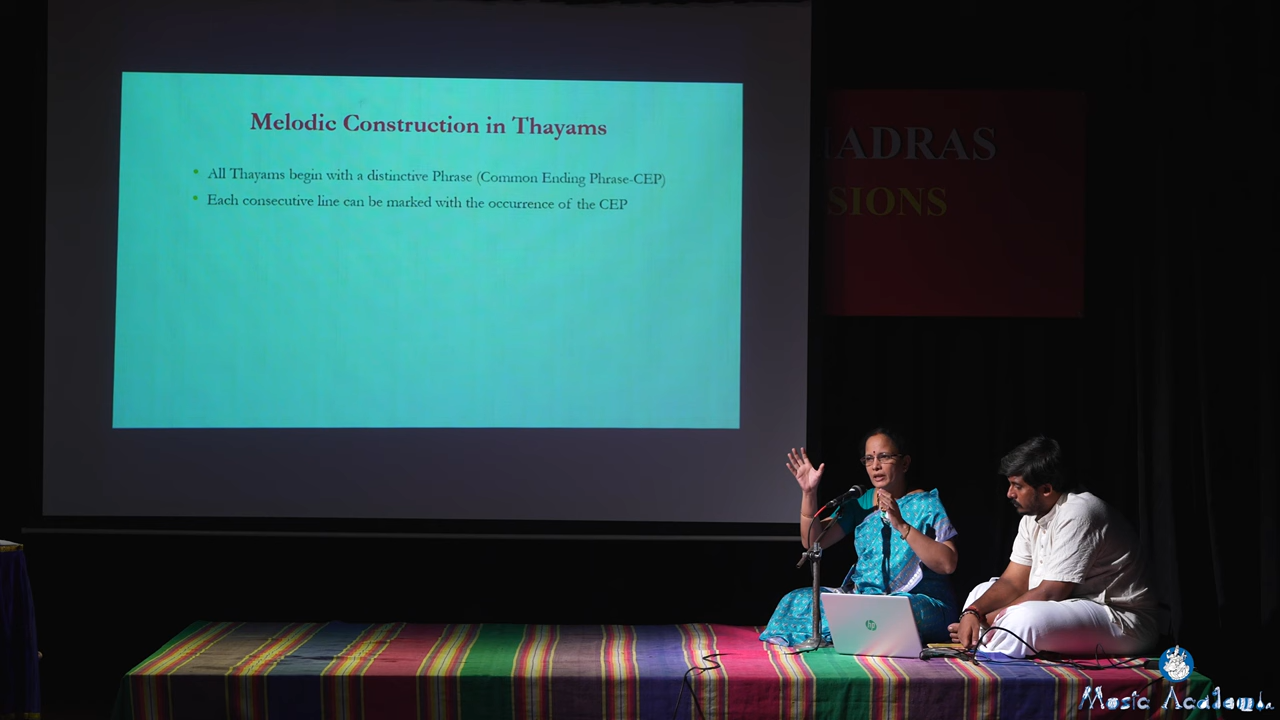 Melodic Construction in Thayams
• All Thayams begin with a distinctive Phrase (Common Ending Phrase-CEP)
• Each consecutive line can be marked with the occurrence of the CEP
ADRAS
SIONS
hp
Music Academy